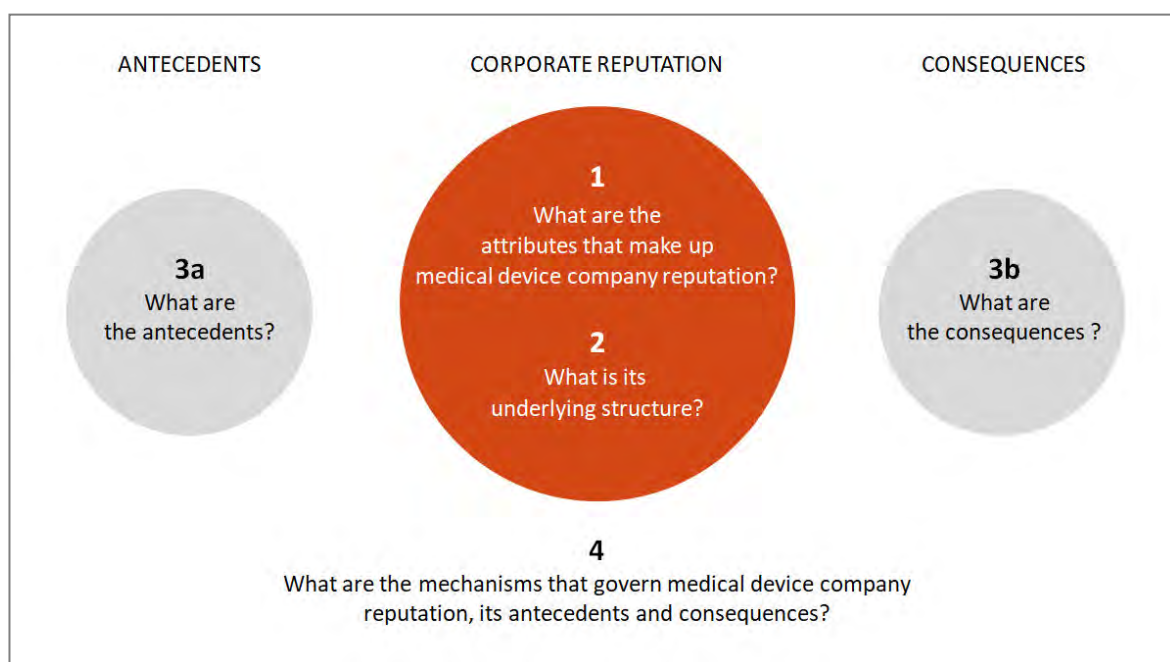 ANTECEDENTS
CORPORATE REPUTATION
CONSEQUENCES
1
What are the
attributes that make up
medical device company reputation?
2
What is its
underlying structure?
3a
What are
the antecedents?
3b
What are
the consequences ?
4
What are the mechanisms that govern medical device company
reputation, its antecedents and consequences?